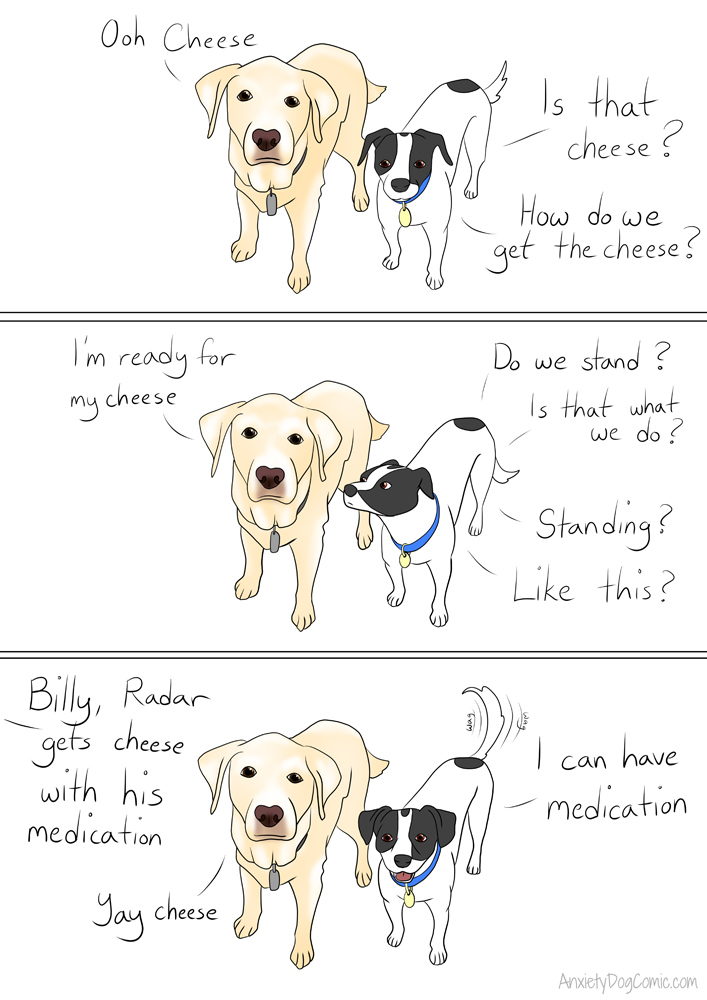 Ooh Cheese
Is that
cheese?
How do we
get the cheese?
I'm ready for
my cheese
Do we stand?
Is that what
we do?
Standing?
Like this?
Billy, Radar
gets cheese
with his
medication
wag
wag
I can have
medication
Yay cheese
AnxietyDogComic.com